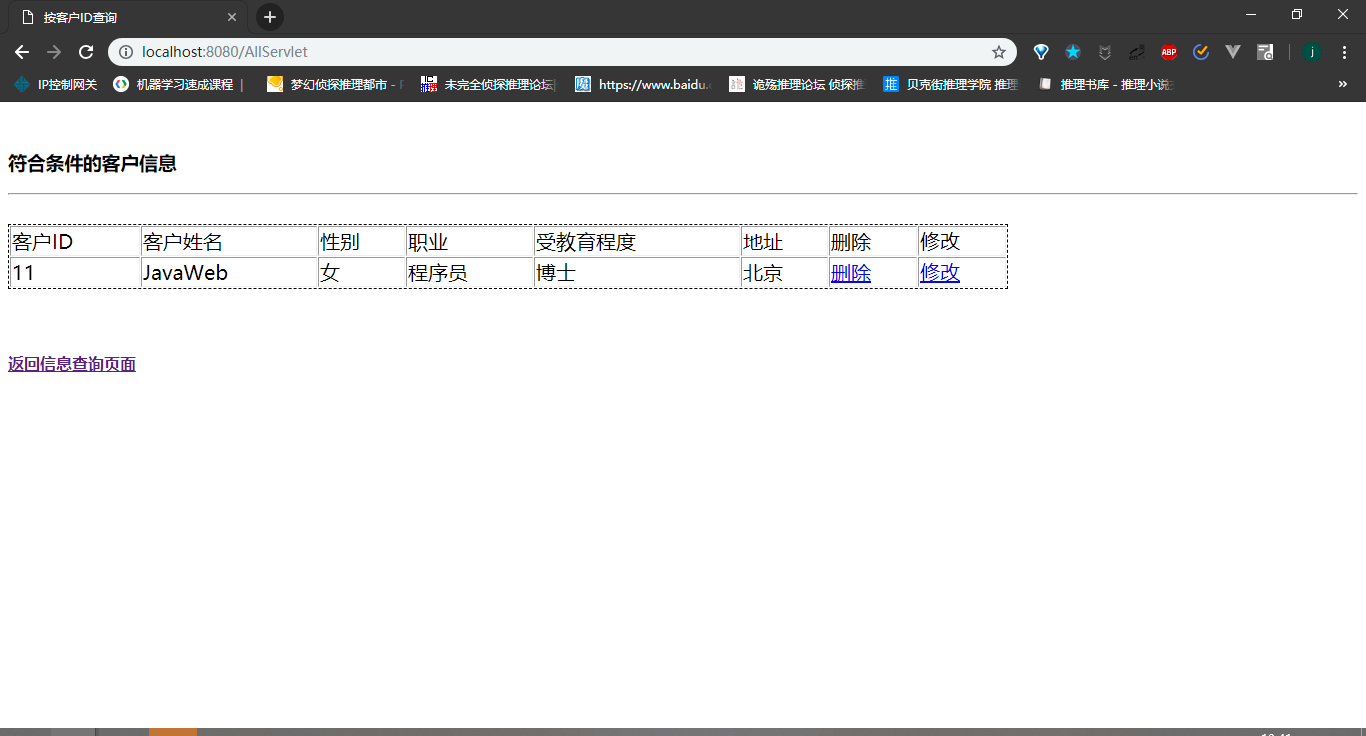 按客户ID查询
localhost:8080/AllServlet
ABP
j
IP控制网关
机器学习速成课程 |
梦幻侦探推理都市 -
未完全侦探推理论坛
https://www.baidu.c
诡殇推理论坛 侦探推
推
贝克街推理学院 推理
推理书库 - 推理小说
»
符合条件的客户信息
客户ID 客户姓名 性别 职业 受教育程度 地址 删除 修改
11 JavaWeb 女 程序员 博士 北京 删除 修改
返回信息查询页面